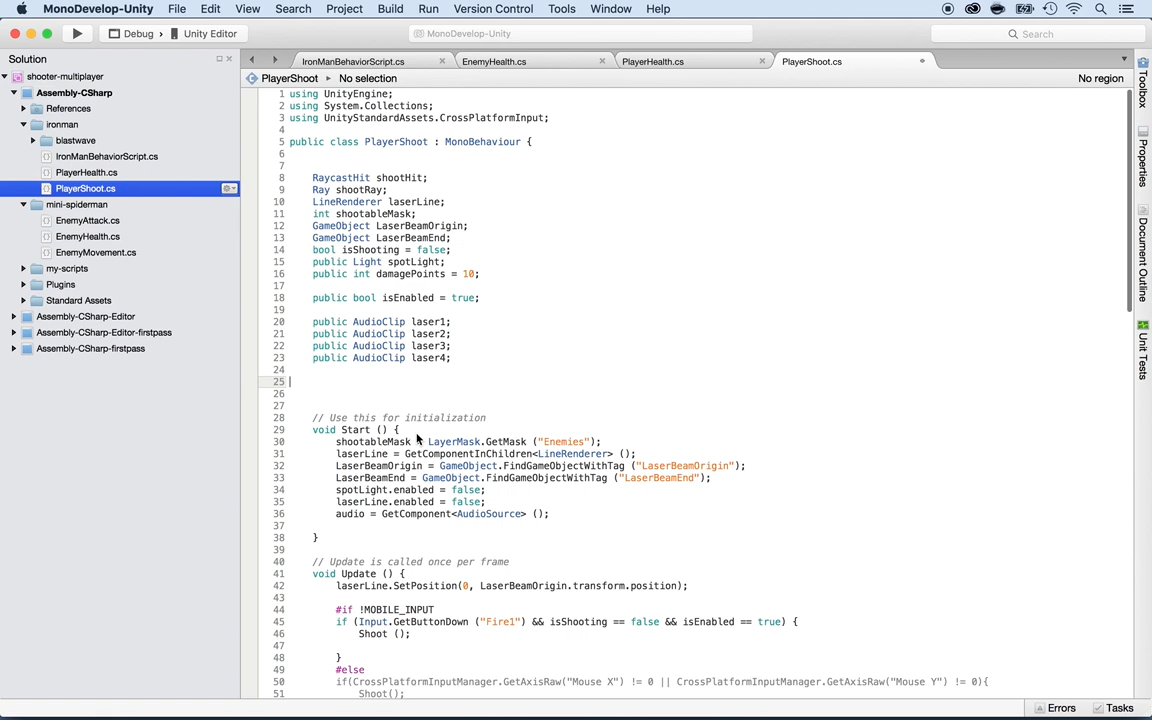 MonoDevelop-Unity File Edit View Search Project Build Run Version Control Tools Window Help
Debug › Unity Editor
MonoDevelop-Unity
Search
Solution
IronManBehaviorScript.cs
EnemyHealth.cs
PlayerHealth.cs
PlayerShoot.cs
PlayerShoot ▸ No selection
No region
shooter-multiplayer
Assembly-CSharp
References
ironman
blastwave
IronManBehaviorScript.cs
PlayerHealth.cs
PlayerShoot.cs
mini-spiderman
EnemyAttack.cs
EnemyHealth.cs
EnemyMovement.cs
my-scripts
Plugins
Standard Assets
Assembly-CSharp-Editor
Assembly-CSharp-Editor-firstpass
Assembly-CSharp-firstpass
1 using UnityEngine;
2 using System.Collections;
3 using UnityStandardAssets.CrossPlatformInput;
4
5 public class PlayerShoot : MonoBehaviour {
6
7
8 RaycastHit shootHit;
9 Ray shootRay;
10 LineRenderer laserLine;
11 int shootableMask;
12 GameObject LaserBeamOrigin;
13 GameObject LaserBeamEnd;
14 bool isShooting = false;
15 public Light spotLight;
16 public int damagePoints = 10;
17
18 public bool isEnabled = true;
19
20 public AudioClip laser1;
21 public AudioClip laser2;
22 public AudioClip laser3;
23 public AudioClip laser4;
24
25
26
27
28 // Use this for initialization
29 void Start () {
30 shootableMask LayerMask.GetMask ("Enemies");
31 laserLine = GetComponentInChildren<LineRenderer> ();
32 LaserBeamOrigin = GameObject.FindGameObjectWithTag ("LaserBeamOrigin");
33 LaserBeamEnd = GameObject.FindGameObjectWithTag ("LaserBeamEnd");
34 spotLight.enabled = false;
35 laserLine.enabled = false;
36 audio = GetComponent<AudioSource> ();
37
38 }
39
40 // Update is called once per frame
41 void Update () {
42 laserLine.SetPosition(0, LaserBeamOrigin.transform.position);
43
44 #if !MOBILE_INPUT
45 if (Input.GetButtonDown ("Fire1") && isShooting == false && isEnabled == true) {
46 Shoot ();
47
48 }
49 #else
50 if(CrossPlatformInputManager.GetAxisRaw("Mouse X") != 0 || CrossPlatformInputManager.GetAxisRaw("Mouse Y") != 0){
51 Shoot();
Toolbox
Properties
Document Outline
Unit Tests
Errors
Tasks